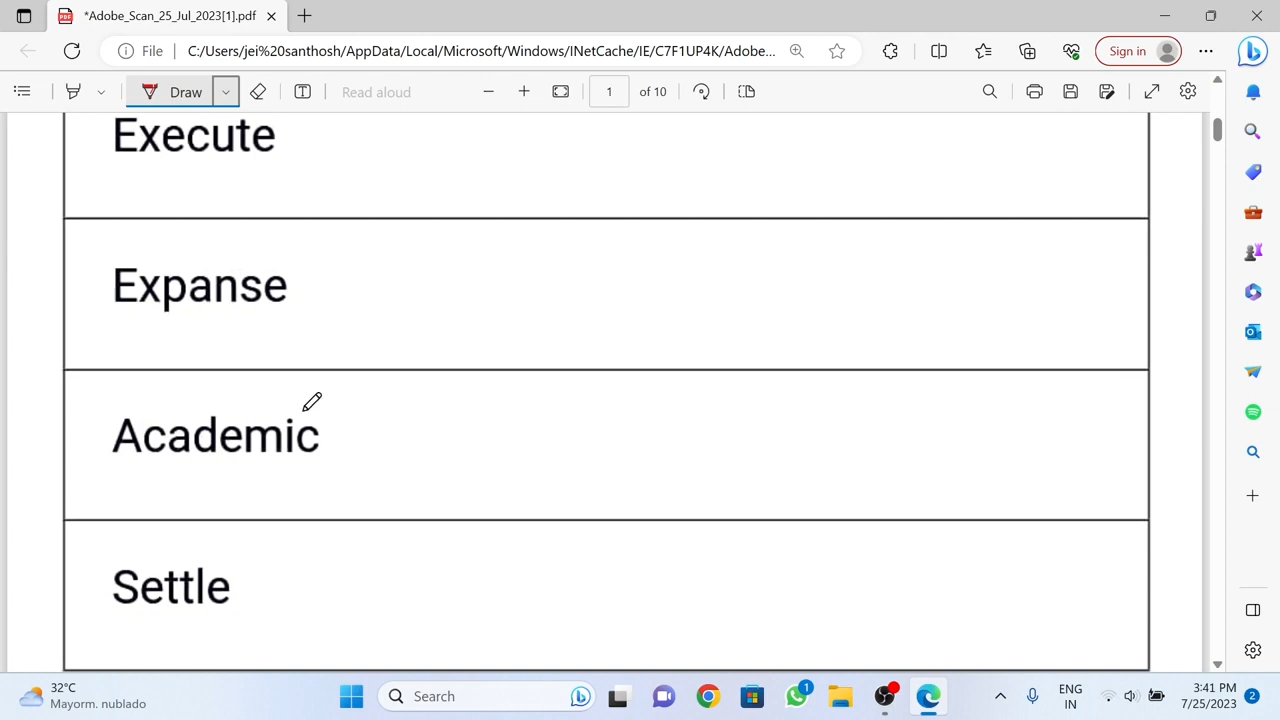 *Adobe_Scan_25_Jul_2023[1].pdf
File
C:/Users/jei%20santhosh/AppData/Local/Microsoft/Windows/INetCache/IE/C7F1UP4K/Adobe...
Sign in
Draw
Read aloud
1
of 10
Execute
Expanse
Academic
Settle
32°C
Mayorm. nublado
Search
1
ENG
IN
3:41 PM
7/25/2023
2